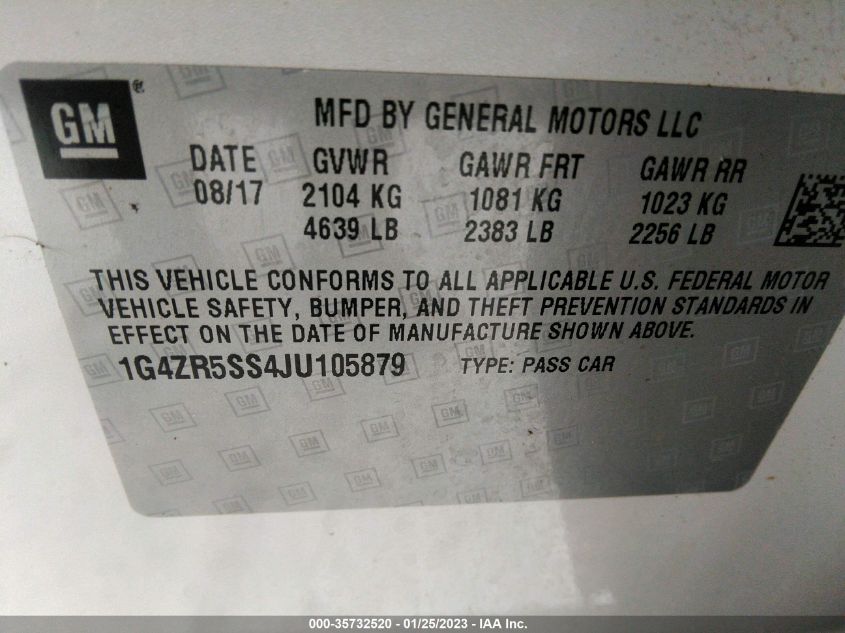 GM
MFD BY GENERAL MOTORS LLC
DATE GVWR GAWR FRT GAWR RR
08/17 2104 KG 1081 KG 1023 KG
4639 LB 2383 LB 2256 LB
THIS VEHICLE CONFORMS TO ALL APPLICABLE U.S. FEDERAL MOTOR
VEHICLE SAFETY, BUMPER, AND THEFT PREVENTION STANDARDS IN
EFFECT ON THE DATE OF MANUFACTURE SHOWN ABOVE.
1G4ZR5SS4JU105879 TYPE: PASS CAR
000-35732520 - 01/25/2023 - IAA Inc.